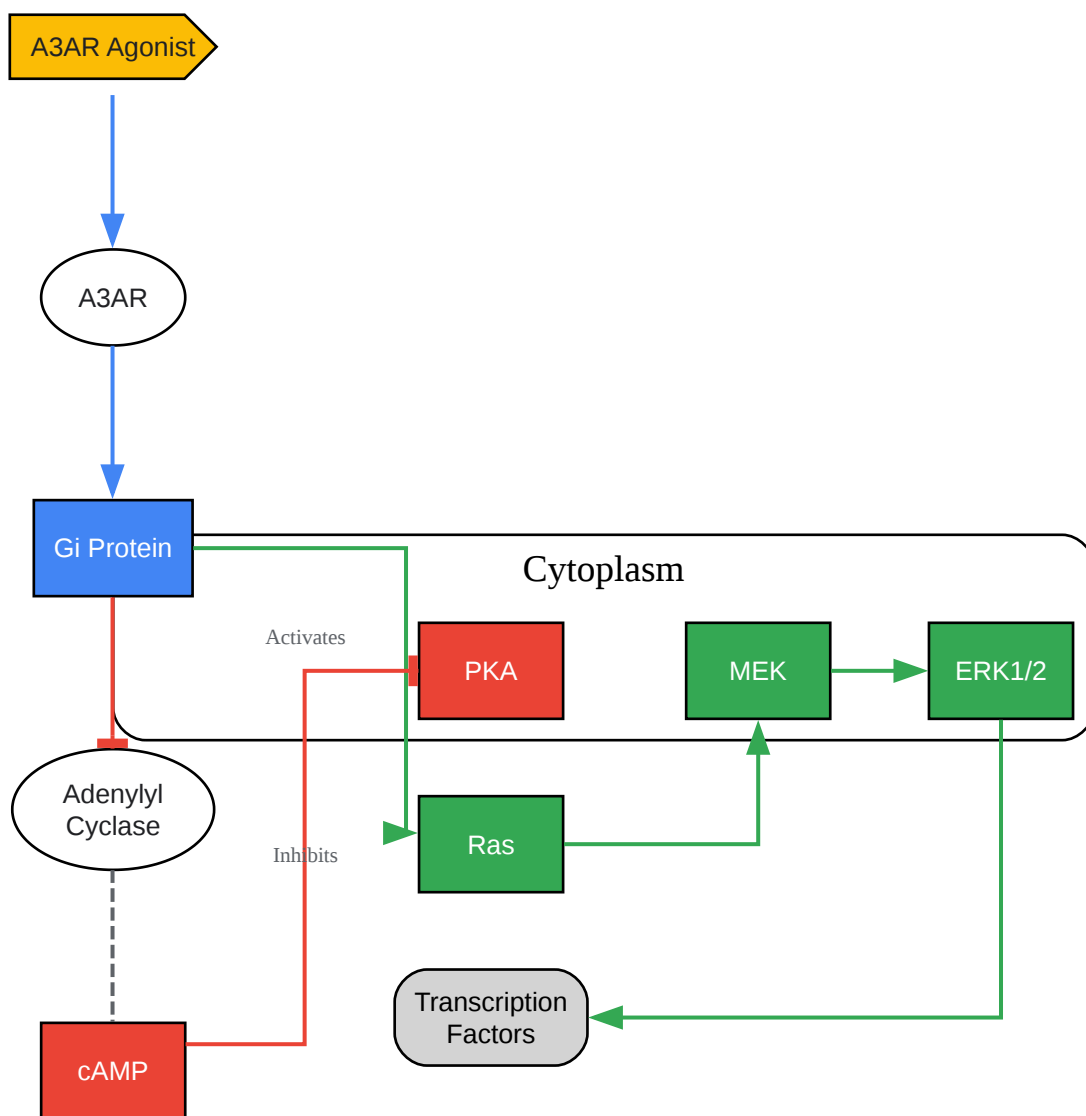 A3AR Agonist
A3AR
Gi Protein
Cytoplasm
Activates
PKA
MEK
ERK1/2
Adenylyl
Cyclase
Ras
Inhibits
Transcription
Factors
cAMP